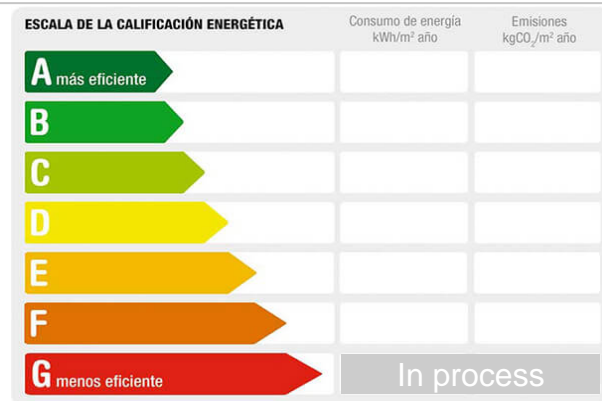 ESCALA DE LA CALIFICACIÓN ENERGÉTICA
Consumo de energía
kWh/m² año
Emisiones
kgCO₂/m² año
A más eficiente
B
C
D
E
F
G menos eficiente
In process